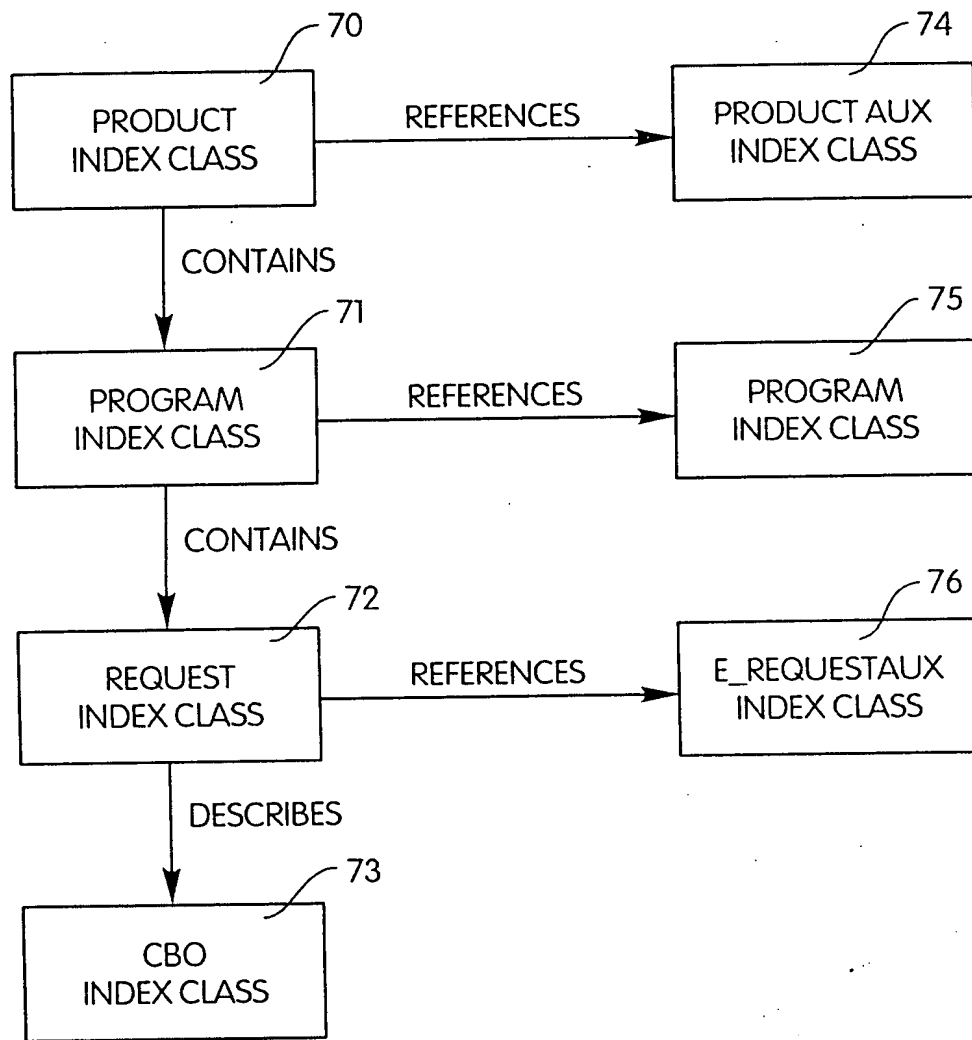 70
74
PRODUCT
INDEX CLASS
REFERENCES
PRODUCT AUX
INDEX CLASS
CONTAINS
71
75
PROGRAM
INDEX CLASS
REFERENCES
PROGRAM
INDEX CLASS
CONTAINS
72
76
REQUEST
INDEX CLASS
REFERENCES
E_REQUESTAUX
INDEX CLASS
DESCRIBES
73
CBO
INDEX CLASS